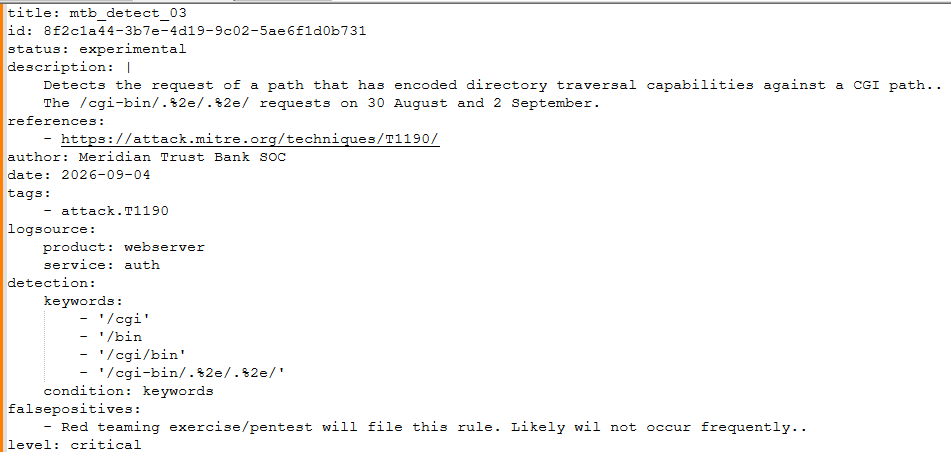 title: mtb_detect_03
id: 8f2c1a44-3b7e-4d19-9c02-5ae6f1d0b731
status: experimental
description: |
    Detects the request of a path that has encoded directory traversal capabilities against a CGI path..
    The /cgi-bin/.%2e/.%2e/ requests on 30 August and 2 September.
references:
    - https://attack.mitre.org/techniques/T1190/
author: Meridian Trust Bank SOC
date: 2026-09-04
tags:
    - attack.T1190
logsource:
    product: webserver
    service: auth
detection:
    keywords:
        - '/cgi'
        - '/bin
        - '/cgi/bin'
        - '/cgi-bin/.%2e/.%2e/'
    condition: keywords
falsepositives:
    - Red teaming exercise/pentest will file this rule. Likely wil not occur frequently..
level: critical